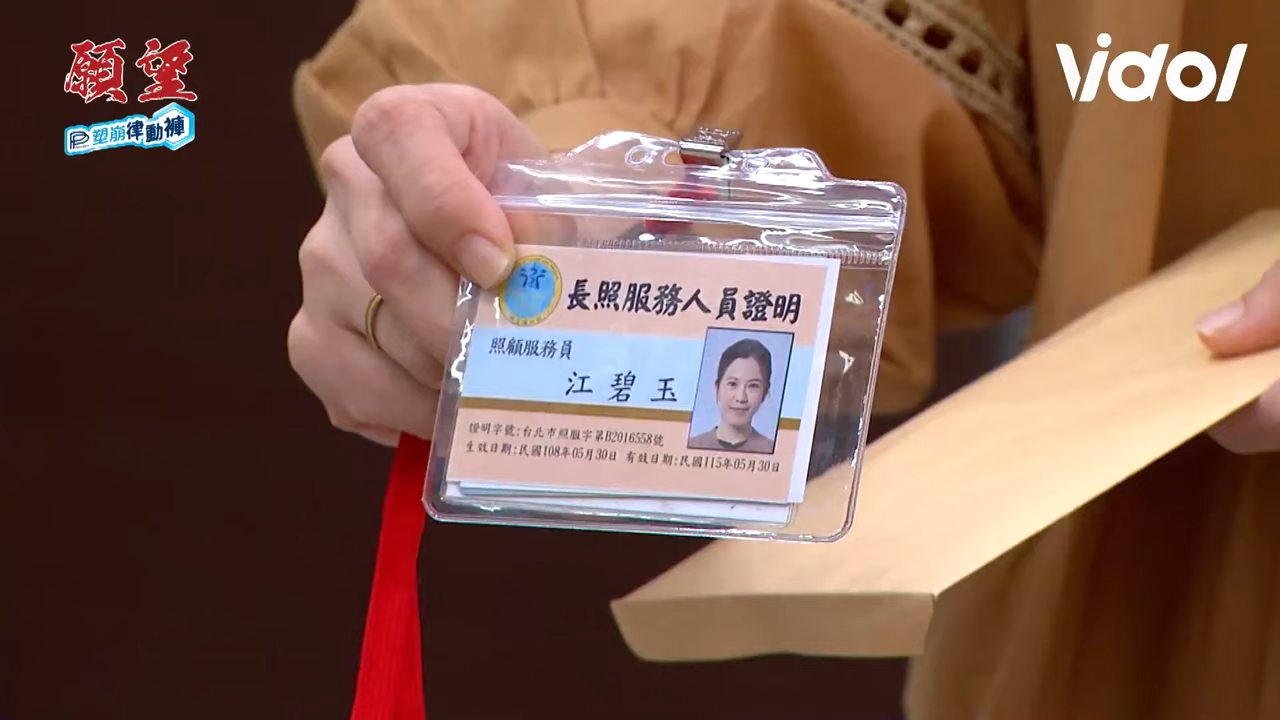 願望
塑崩律動褲
Vidol
長照服務人員證明
照顧服務員
江碧玉
證明字號:台北市照服字第B2016558號
生效日期:民國108年05月30日 有效日期:民國115年05月30日